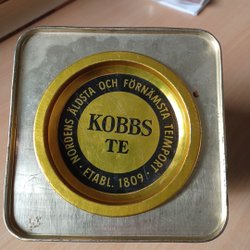 NORDENS ÄLDSTA OCH FÖRNÄMSTA TEIMPORT
KOBBS
TE
· ETABL. 1809 ·